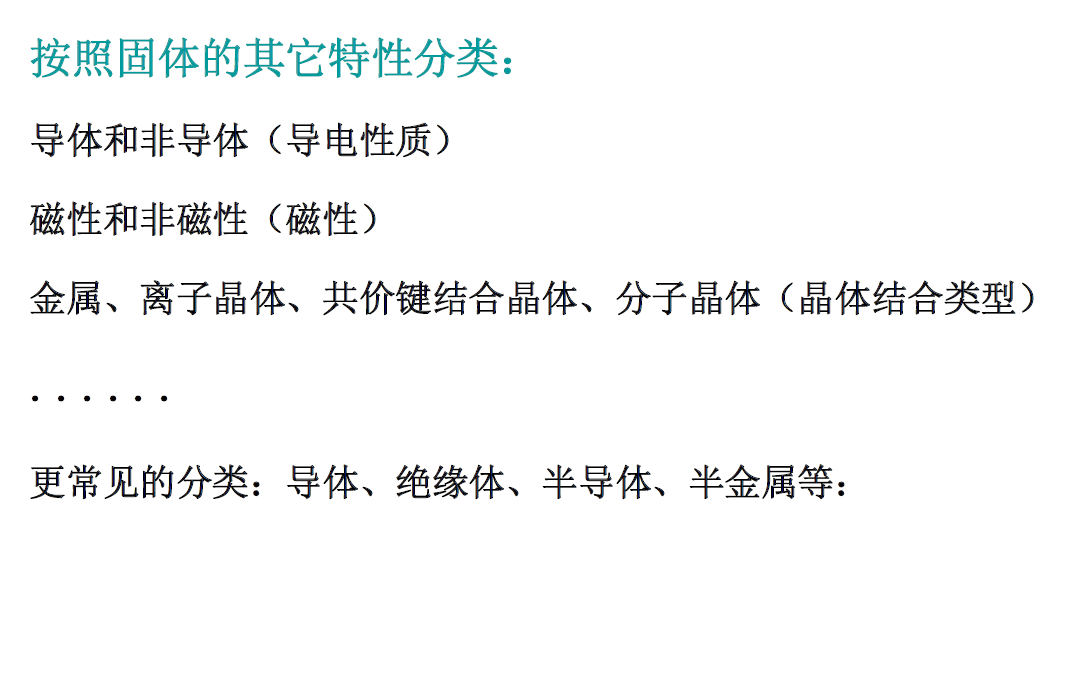 按照固体的其它特性分类：
导体和非导体（导电性质）
磁性和非磁性（磁性）
金属、离子晶体、共价键结合晶体、分子晶体（晶体结合类型）
. . . . . .
更常见的分类：导体、绝缘体、半导体、半金属等：